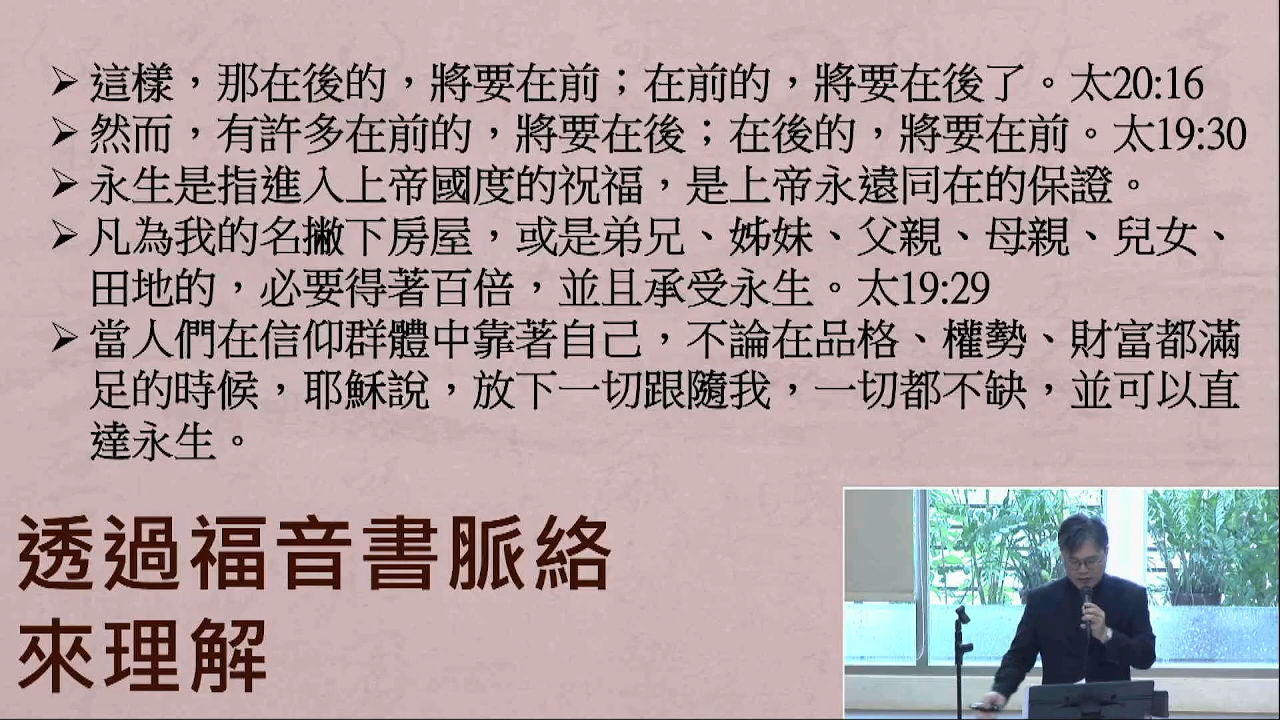 ➢ 這樣，那在後的，將要在前；在前的，將要在後了。太20:16
➢ 然而，有許多在前的，將要在後；在後的，將要在前。太19:30
➢ 永生是指進入上帝國度的祝福，是上帝永遠同在的保證。
➢ 凡為我的名撇下房屋，或是弟兄、姊妹、父親、母親、兒女、
田地的，必要得著百倍，並且承受永生。太19:29
➢ 當人們在信仰群體中靠著自己，不論在品格、權勢、財富都滿
足的時候，耶穌說，放下一切跟隨我，一切都不缺，並可以直
達永生。
透過福音書脈絡
來理解